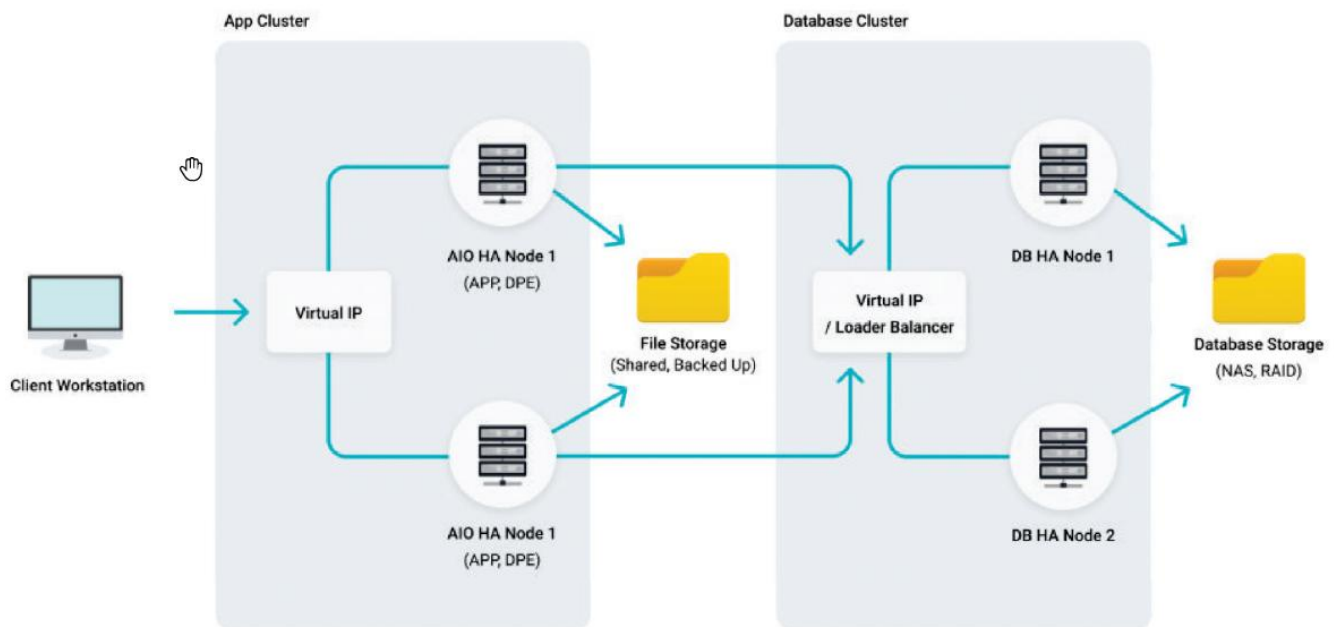 App Cluster
Database Cluster
AIO HA Node 1
(APP, DPE)
DB HA Node 1
Virtual IP
Virtual IP
/ Loader Balancer
File Storage
(Shared, Backed Up)
Database Storage
(NAS, RAID)
Client Workstation
AIO HA Node 1
(APP, DPE)
DB HA Node 2